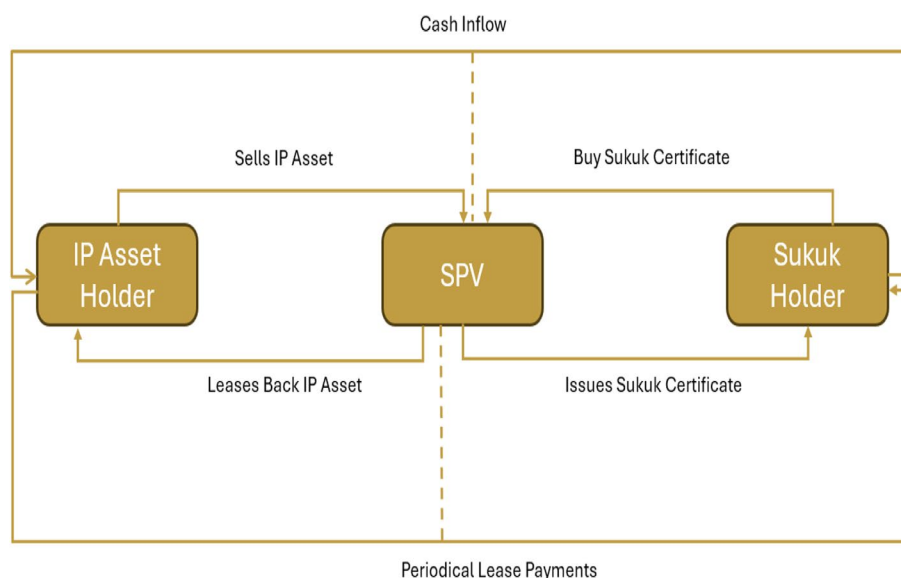 Cash Inflow
Sells IP Asset
Buy Sukuk Certificate
IP Asset
Holder
SPV
Sukuk
Holder
Leases Back IP Asset
Issues Sukuk Certificate
Periodical Lease Payments